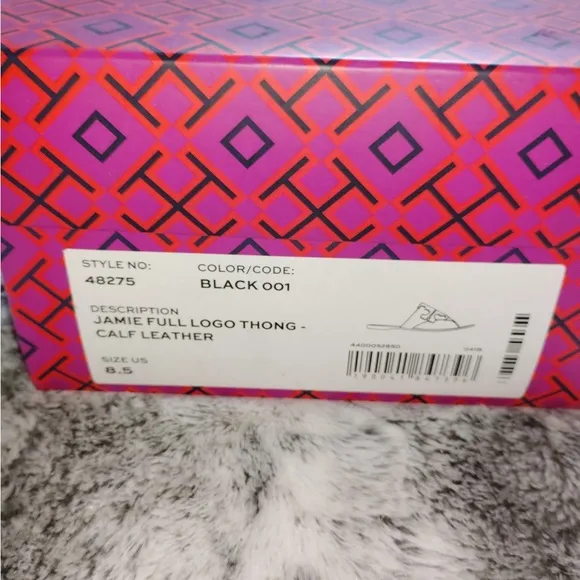 STYLE NO:
48275
COLOR/CODE:
BLACK 001
DESCRIPTION
JAMIE FULL LOGO THONG -
CALF LEATHER
SIZE US
8.5